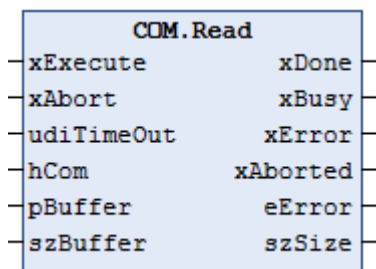 COM.Read
xExecute xDone
xAbort xBusy
udiTimeOut xError
hCom xAborted
pBuffer eError
szBuffer szSize